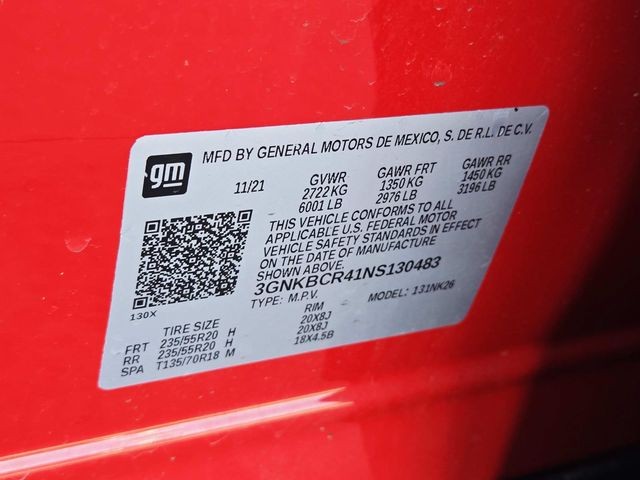 gm
MFD BY GENERAL MOTORS DE MEXICO, S. DE R.L. DE C.V.
11/21 GVWR GAWR FRT GAWR RR
2722 KG 1350 KG 1450 KG
6001 LB 2976 LB 3196 LB
THIS VEHICLE CONFORMS TO ALL
APPLICABLE U.S. FEDERAL MOTOR
VEHICLE SAFETY STANDARDS IN EFFECT
ON THE DATE OF MANUFACTURE
SHOWN ABOVE.
3GNKBCR41NS130483
130X
TYPE: M.P.V. MODEL: 131NK26
TIRE SIZE RIM
FRT 235/55R20 H 20X8J
RR 235/55R20 H 20X8J
SPA T135/70R18 M 18X4.5B